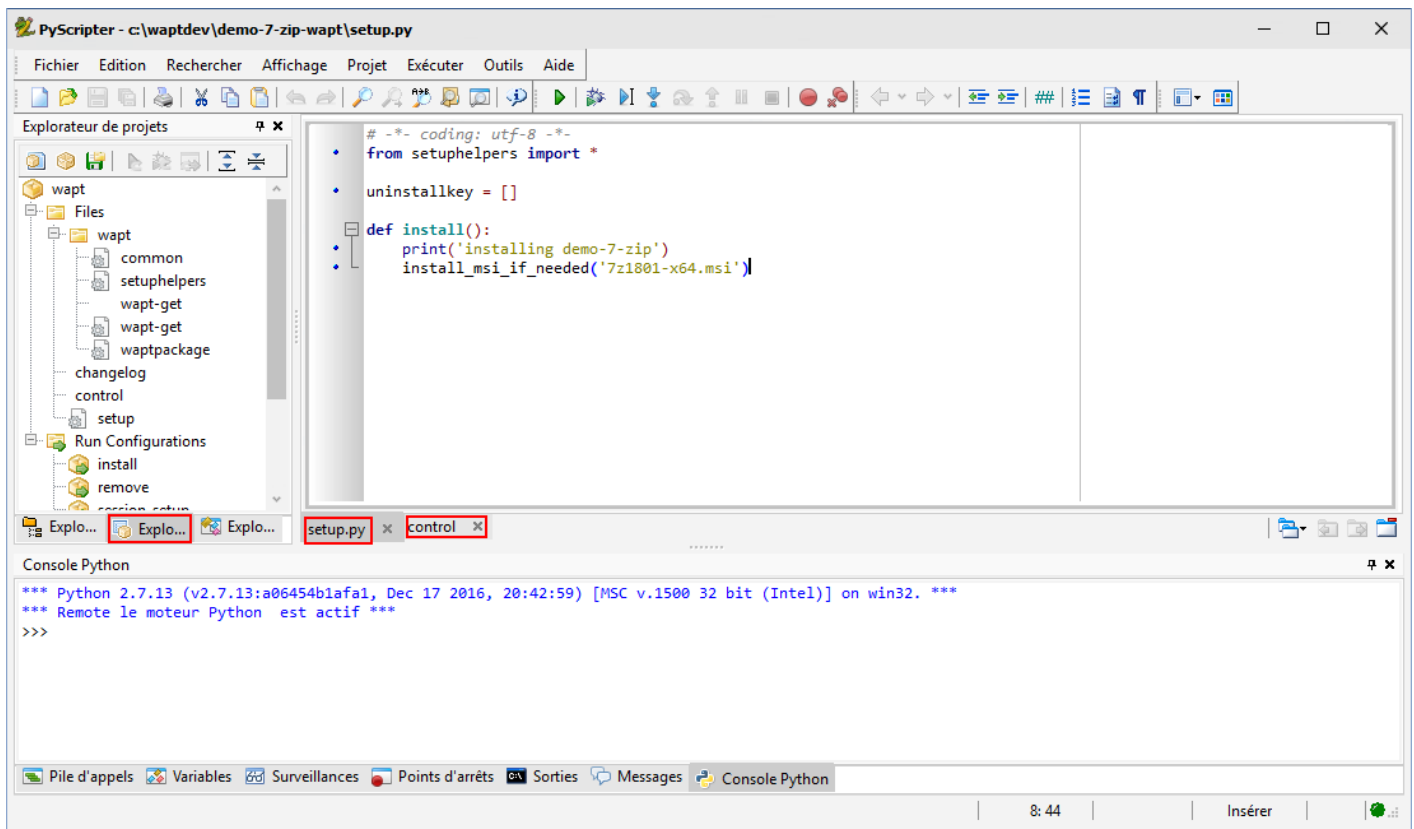 PyScripter - c:\waptdev\demo-7-zip-wapt\setup.py
Fichier Edition Rechercher Affichage Projet Exécuter Outils Aide
Explorateur de projets
wapt
Files
wapt
common
setuphelpers
wapt-get
wapt-get
waptpackage
changelog
control
setup
Run Configurations
install
remove
session-setup
Explo... Explo... Explo...
# -*- coding: utf-8 -*-
from setuphelpers import *
uninstallkey = []
def install():
print('installing demo-7-zip')
install_msi_if_needed('7z1801-x64.msi')
setup.py control
Console Python
*** Python 2.7.13 (v2.7.13:a06454b1afa1, Dec 17 2016, 20:42:59) [MSC v.1500 32 bit (Intel)] on win32. ***
*** Remote le moteur Python  est actif ***
>>>
Pile d'appels Variables Surveillances Points d'arrêts Sorties Messages Console Python
8: 44 Insérer